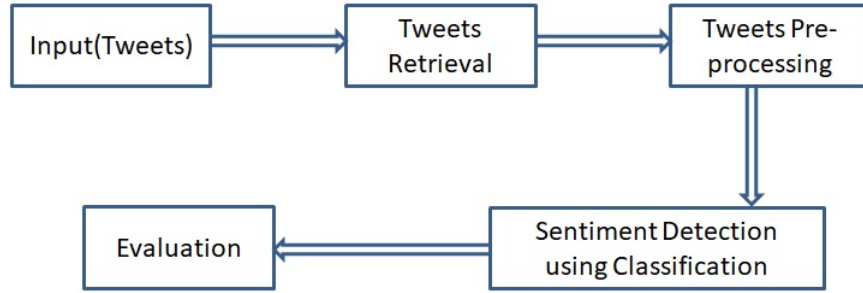 Input(Tweets)
Tweets
Retrieval
Tweets Pre-
processing
Sentiment Detection
using Classification
Evaluation